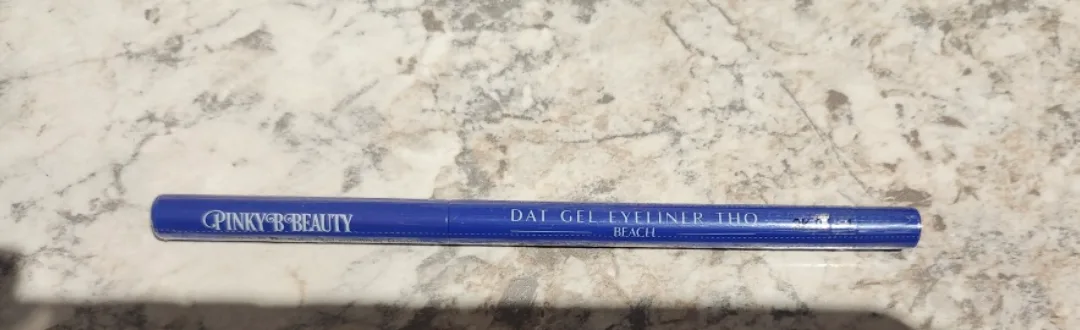 PINKY B BEAUTY
DAT GEL EYELINER THO
BEACH